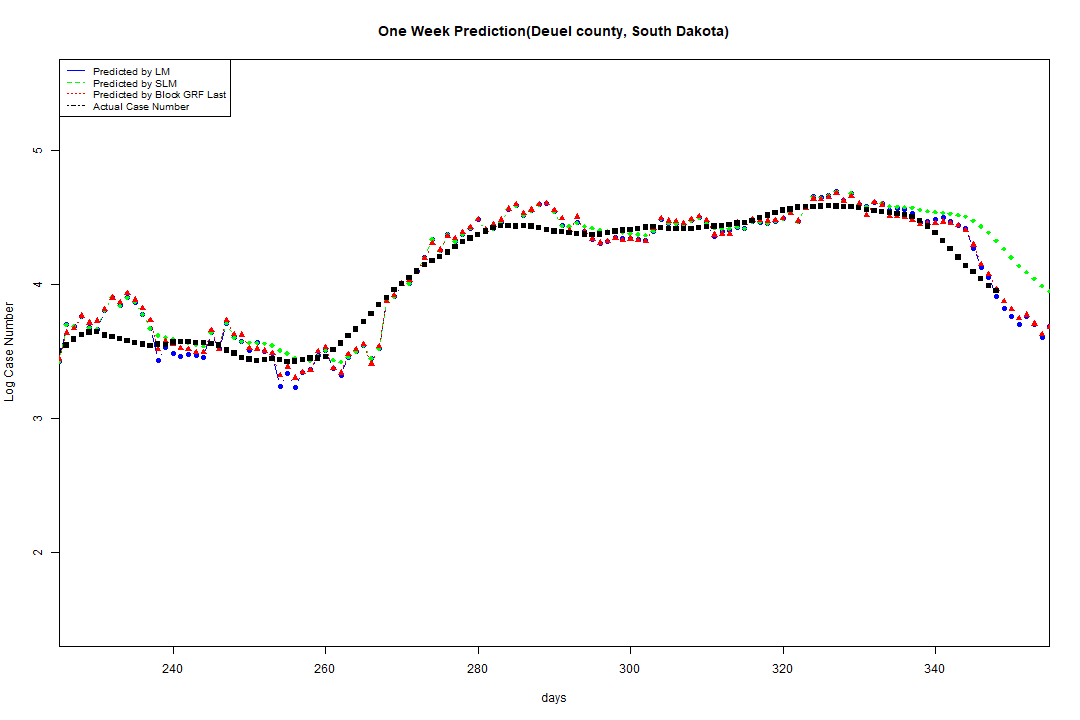 One Week Prediction(Deuel county, South Dakota)
Predicted by LM
Predicted by SLM
Predicted by Block GRF Last
Actual Case Number
5
4
3
2
Log Case Number
240 260 280 300 320 340
days